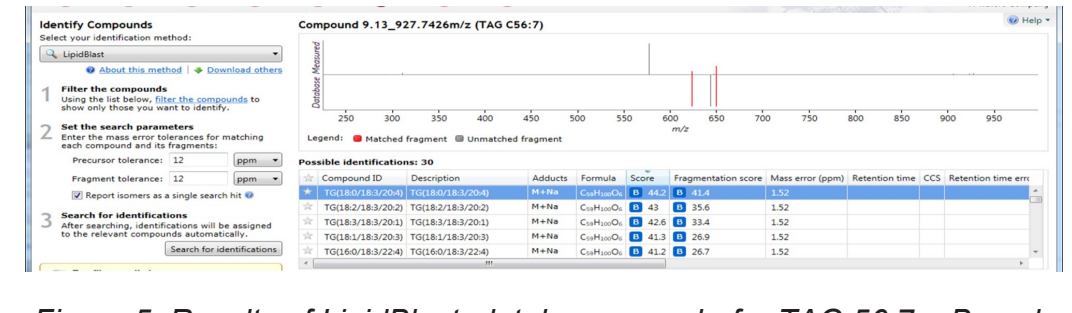 Identify Compounds
Select your identification method:
LipidBlast
About this method | Download others
1 Filter the compounds
Using the list below, filter the compounds to
show only those you want to identify.
2 Set the search parameters
Enter the mass error tolerances for matching
each compound and its fragments:
Precursor tolerance: 12 ppm
Fragment tolerance: 12 ppm
Report isomers as a single search hit
3 Search for identifications
After searching, identifications will be assigned
to the relevant compounds automatically.
Search for identifications
Help
Compound 9.13_927.7426m/z (TAG C56:7)
Database Measured
250 300 350 400 450 500 550 600 650 700 750 800 850 900 950
m/z
Legend: Matched fragment Unmatched fragment
Possible identifications: 30
Compound ID Description Adducts Formula Score Fragmentation score Mass error (ppm) Retention time CCS Retention time erro
TG(18:0/18:3/20:4) TG(18:0/18:3/20:4) M+Na C₅₉H₁₀₀O₆ B 44.2 B 41.4 1.52
TG(18:2/18:3/20:2) TG(18:2/18:3/20:2) M+Na C₅₉H₁₀₀O₆ B 43 B 35.6 1.52
TG(18:3/18:3/20:1) TG(18:3/18:3/20:1) M+Na C₅₉H₁₀₀O₆ B 42.6 B 33.4 1.52
TG(18:1/18:3/20:3) TG(18:1/18:3/20:3) M+Na C₅₉H₁₀₀O₆ B 41.3 B 26.9 1.52
TG(16:0/18:3/22:4) TG(16:0/18:3/22:4) M+Na C₅₉H₁₀₀O₆ B 41.2 B 26.7 1.52